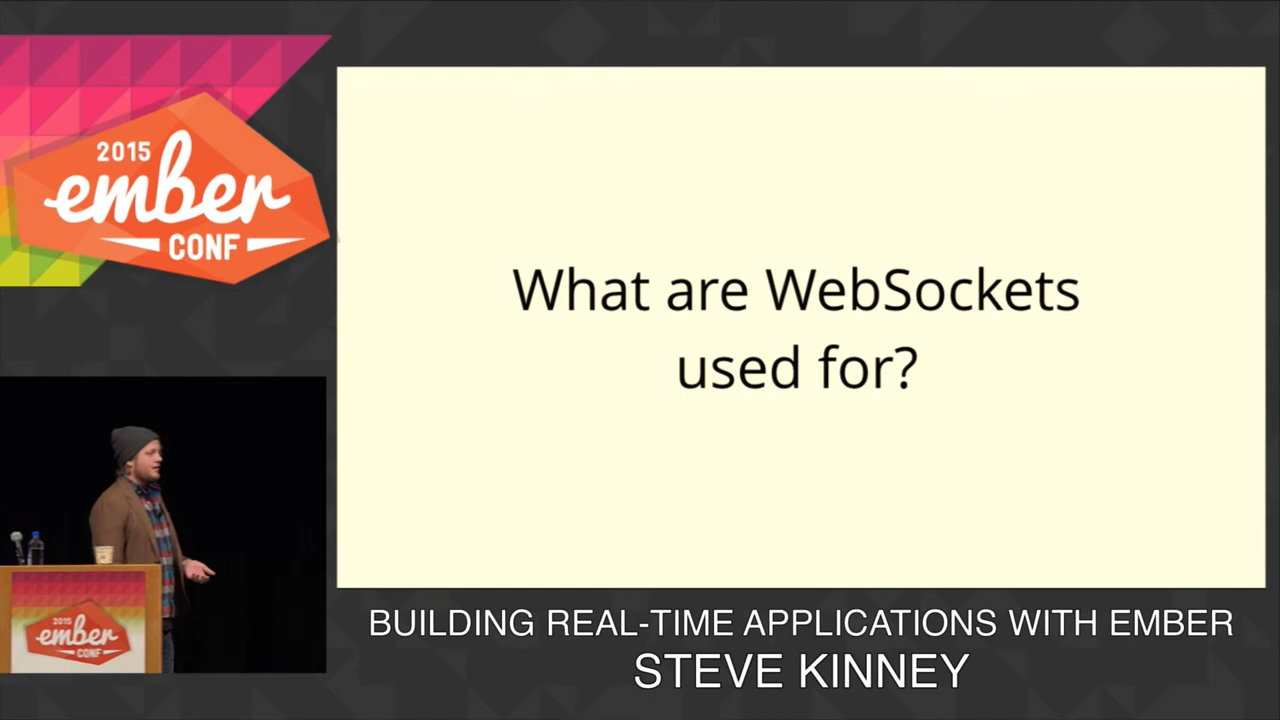 2015
ember
CONF
What are WebSockets
used for?
2015
ember
CONF
BUILDING REAL-TIME APPLICATIONS WITH EMBER
STEVE KINNEY